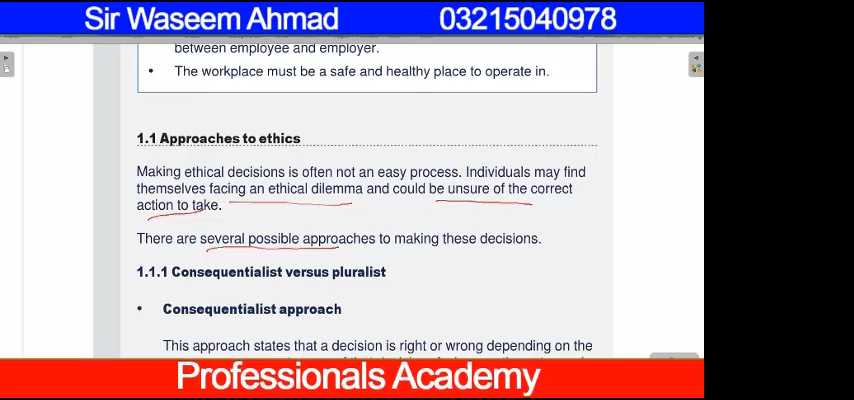 Sir Waseem Ahmad 03215040978
between employee and employer.
• The workplace must be a safe and healthy place to operate in.
1.1 Approaches to ethics
Making ethical decisions is often not an easy process. Individuals may find
themselves facing an ethical dilemma and could be unsure of the correct
action to take.
There are several possible approaches to making these decisions.
1.1.1 Consequentialist versus pluralist
• Consequentialist approach
This approach states that a decision is right or wrong depending on the
Professionals Academy